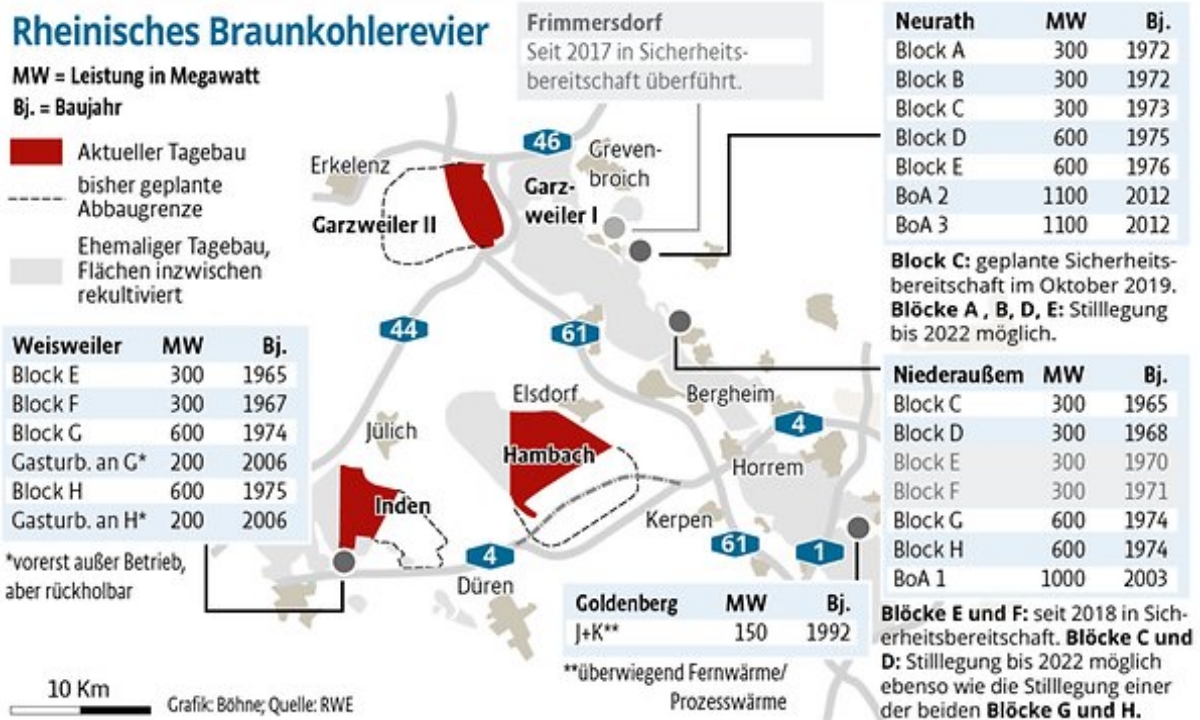 Rheinisches Braunkohlerevier
MW = Leistung in Megawatt
Bj. = Baujahr
Aktueller Tagebau
bisher geplante
Abbaugrenze
Ehemaliger Tagebau,
Flächen inzwischen
rekultiviert
Frimmersdorf
Seit 2017 in Sicherheits-
bereitschaft überführt.
Neurath MW Bj.
Block A 300 1972
Block B 300 1972
Block C 300 1973
Block D 600 1975
Block E 600 1976
BoA 2 1100 2012
BoA 3 1100 2012
Block C: geplante Sicherheits-
bereitschaft im Oktober 2019.
Blöcke A , B, D, E: Stilllegung
bis 2022 möglich.
Erkelenz
46
Greven-
broich
Garz-
weiler I
Garzweiler II
44
61
Weisweiler MW Bj.
Block E 300 1965
Block F 300 1967
Block G 600 1974
Gasturb. an G* 200 2006
Block H 600 1975
Gasturb. an H* 200 2006
*vorerst außer Betrieb,
aber rückholbar
Elsdorf
Bergheim
Jülich
4
Hambach
Horrem
Inden
Kerpen
4
61
1
Düren
Niederaußem MW Bj.
Block C 300 1965
Block D 300 1968
Block E 300 1970
Block F 300 1971
Block G 600 1974
Block H 600 1974
BoA 1 1000 2003
Blöcke E und F: seit 2018 in Sich-
erheitsbereitschaft. Blöcke C und
D: Stilllegung bis 2022 möglich
ebenso wie die Stilllegung einer
der beiden Blöcke G und H.
Goldenberg MW Bj.
J+K** 150 1992
**überwiegend Fernwärme/
Prozesswärme
10 Km
Grafik: Böhne; Quelle: RWE